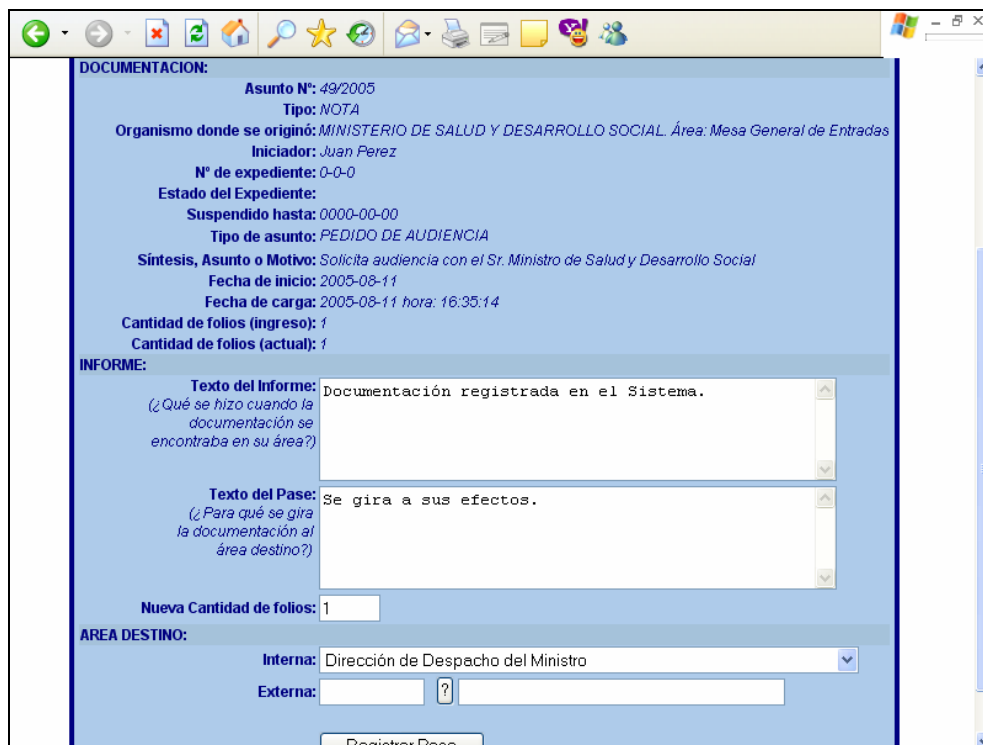 DOCUMENTACION:
Asunto Nº: 49/2005
Tipo: NOTA
Organismo donde se originó: MINISTERIO DE SALUD Y DESARROLLO SOCIAL. Área: Mesa General de Entradas
Iniciador: Juan Perez
Nº de expediente: 0-0-0
Estado del Expediente:
Suspendido hasta: 0000-00-00
Tipo de asunto: PEDIDO DE AUDIENCIA
Síntesis, Asunto o Motivo: Solicita audiencia con el Sr. Ministro de Salud y Desarrollo Social
Fecha de inicio: 2005-08-11
Fecha de carga: 2005-08-11 hora: 16:35:14
Cantidad de folios (ingreso): 1
Cantidad de folios (actual): 1
INFORME:
Texto del Informe: Documentación registrada en el Sistema.
(¿Qué se hizo cuando la
documentación se
encontraba en su área?)
Texto del Pase: Se gira a sus efectos.
(¿Para qué se gira
la documentación al
área destino?)
Nueva Cantidad de folios: 1
AREA DESTINO:
Interna: Dirección de Despacho del Ministro
Externa: ?
Registrar Pase